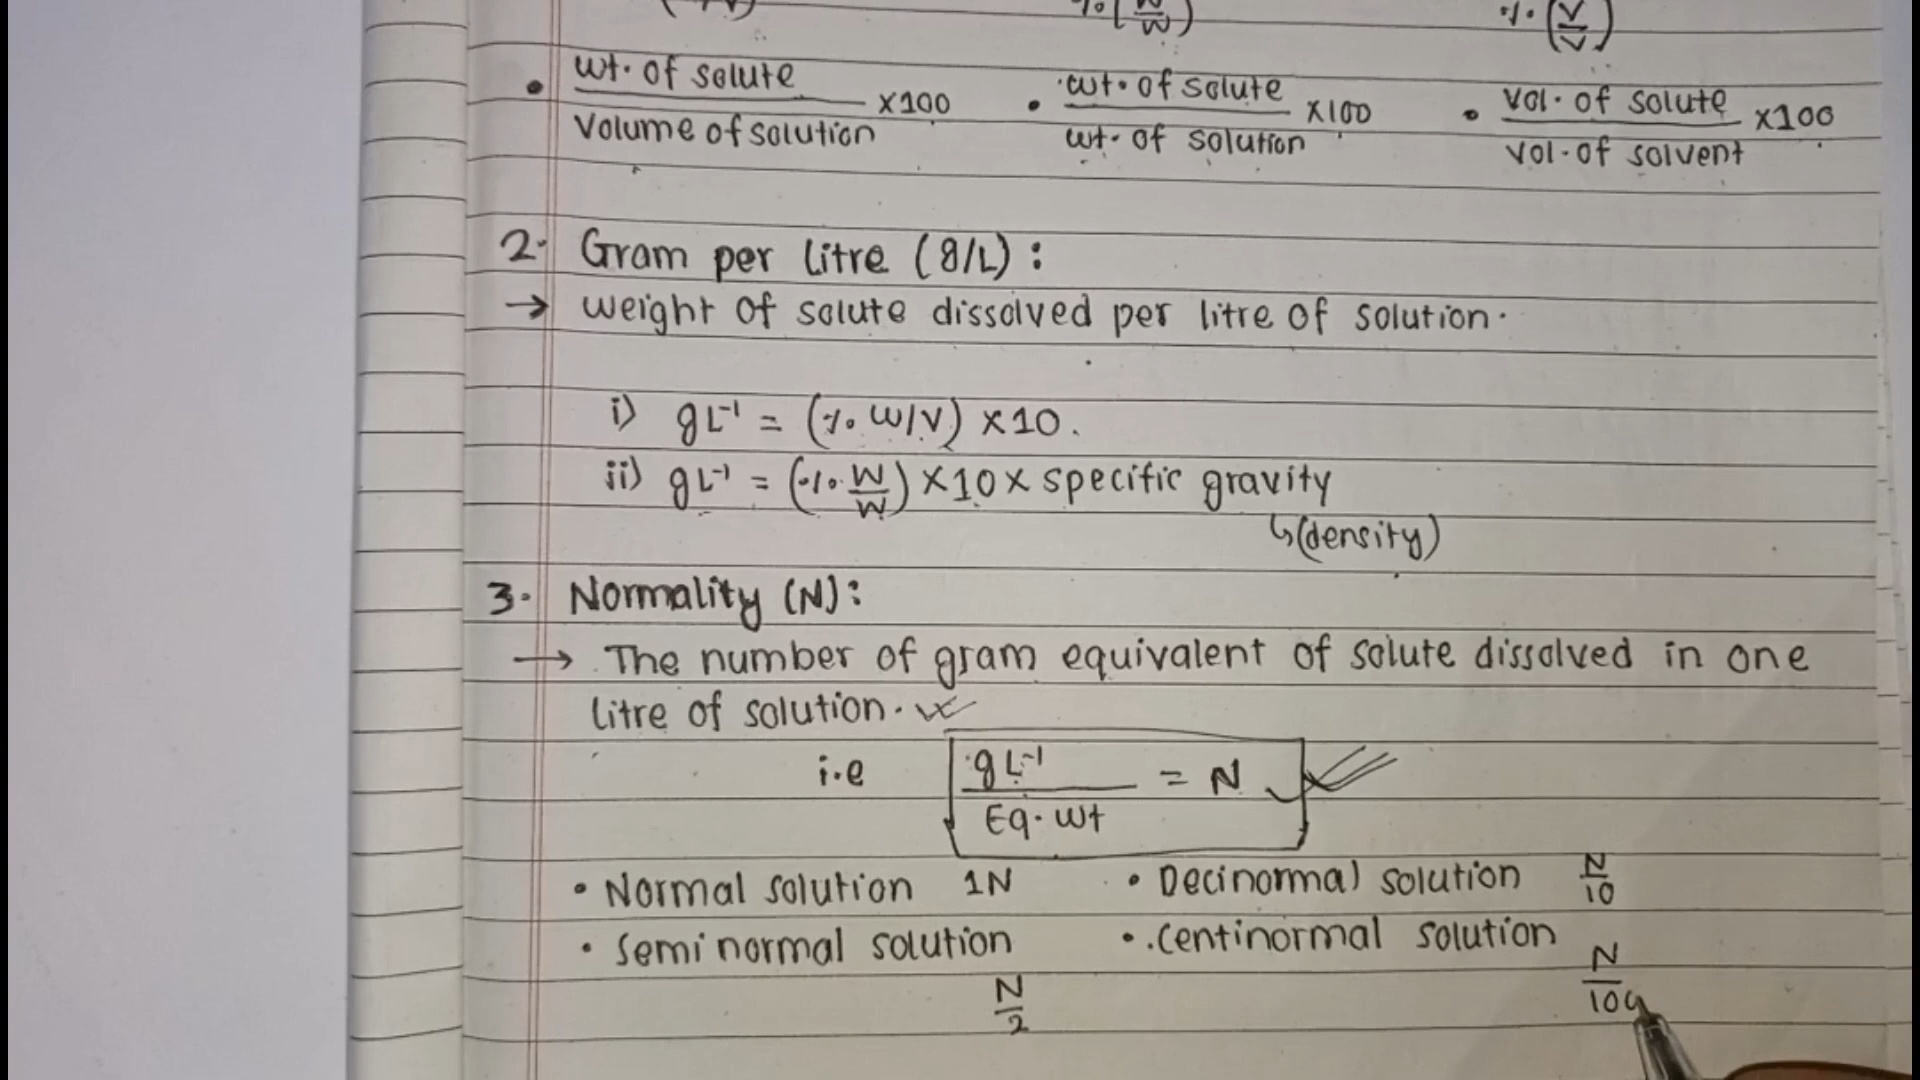 % (W/W) % (V/V)
• wt. of solute / Volume of solution ×100 • wt. of solute / wt. of solution ×100 • vol. of solute / vol. of solvent ×100
2. Gram per litre (g/L) :
→ weight of solute dissolved per litre of solution.
i) gL⁻¹ = (% W/V) ×10.
ii) gL⁻¹ = (% W/W) ×10× specific gravity
↳(density)
3. Normality (N):
→ The number of gram equivalent of solute dissolved in one
litre of solution.
i.e gL⁻¹ / Eq. wt = N
• Normal solution 1N • Decinormal solution N/10
• Semi normal solution N/2 • Centinormal solution N/100